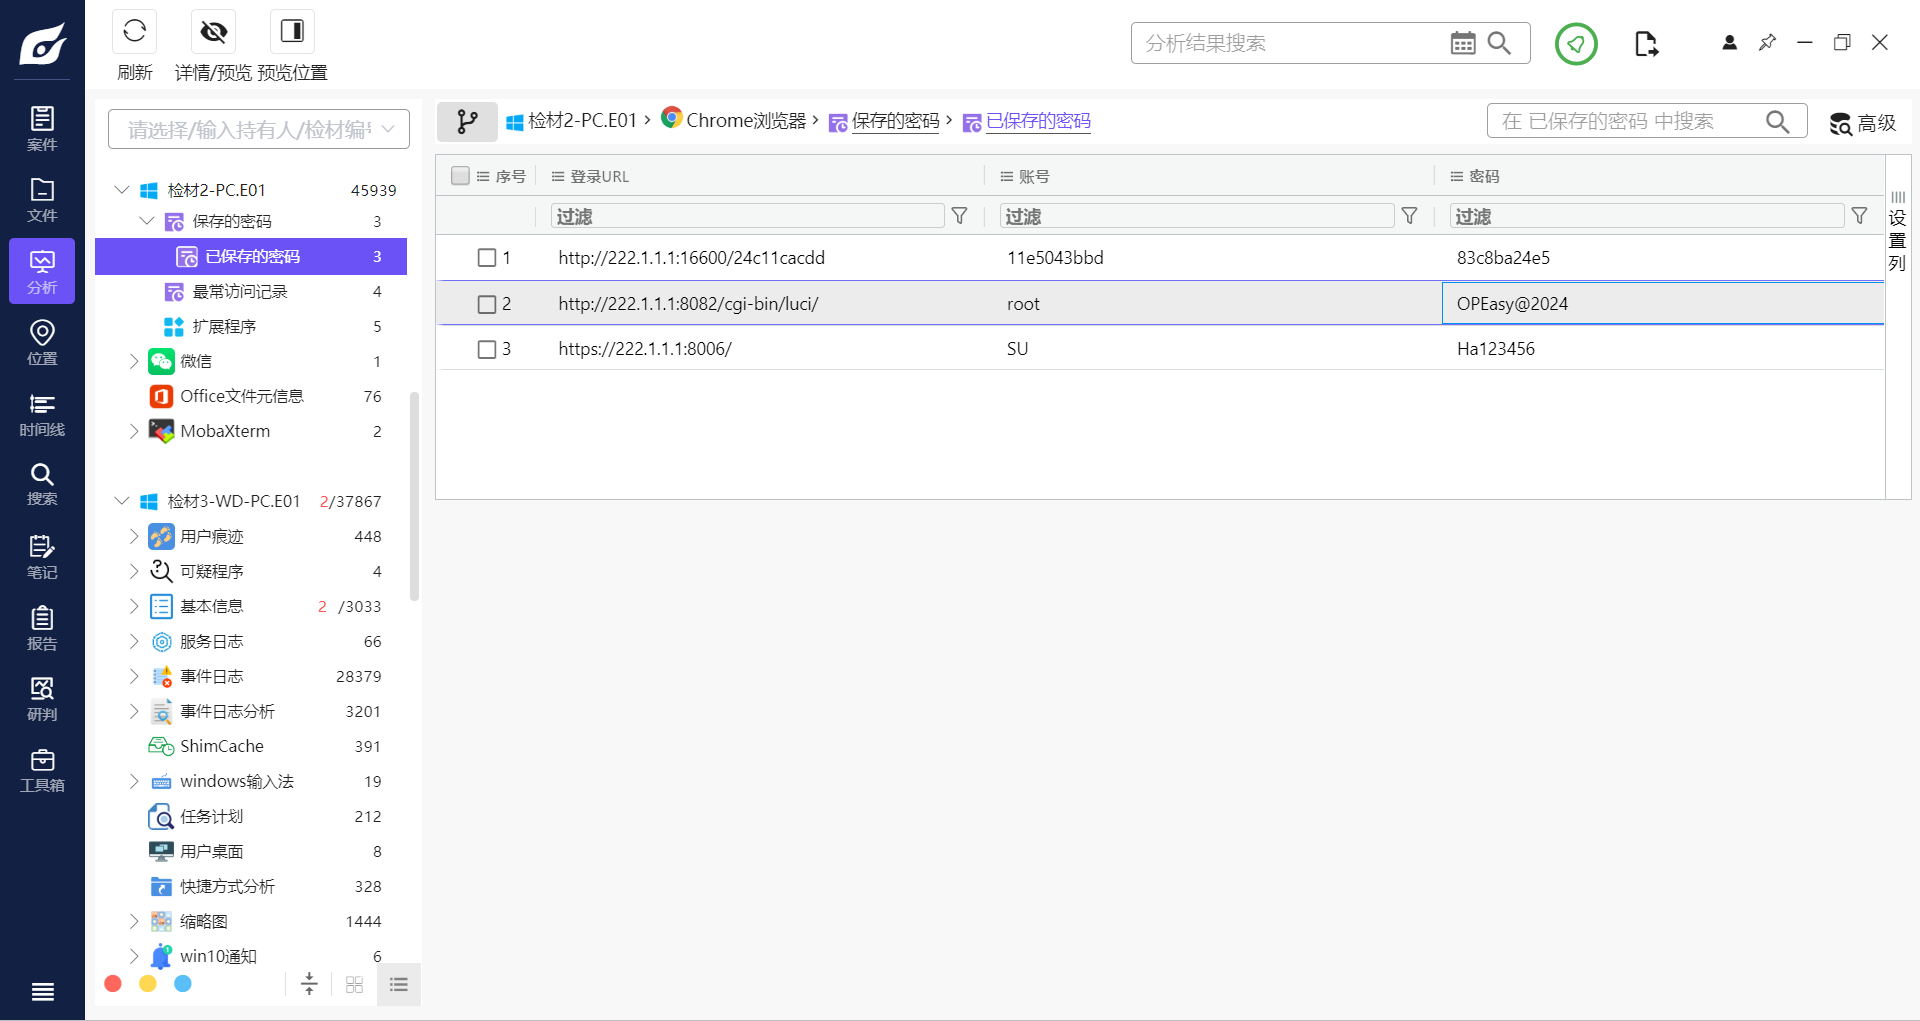 刷新
详情/预览
预览位置
分析结果搜索
案件
文件
分析
位置
时间线
搜索
笔记
报告
研判
工具箱
请选择/输入持有人/检材编
检材2-PC.E01 45939
保存的密码 3
已保存的密码 3
最常访问记录 4
扩展程序 5
微信 1
Office文件元信息 76
MobaXterm 2
检材3-WD-PC.E01 2/37867
用户痕迹 448
可疑程序 4
基本信息 2 /3033
服务日志 66
事件日志 28379
事件日志分析 3201
ShimCache 391
windows输入法 19
任务计划 212
用户桌面 8
快捷方式分析 328
缩略图 1444
win10通知 6
检材2-PC.E01 › Chrome浏览器 › 保存的密码 › 已保存的密码
在 已保存的密码 中搜索
高级
序号 登录URL 账号 密码
过滤 过滤 过滤
1 http://222.1.1.1:16600/24c11cacdd 11e5043bbd 83c8ba24e5
2 http://222.1.1.1:8082/cgi-bin/luci/ root OPEasy@2024
3 https://222.1.1.1:8006/ SU Ha123456
设置列